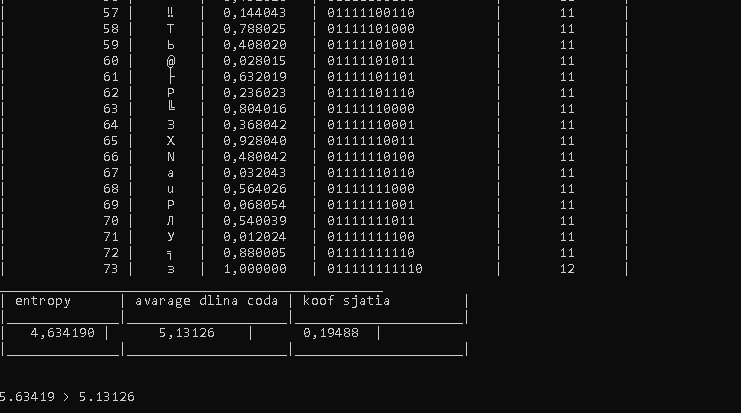 | 57 | ‼ | 0,144043 | 01111100110 | 11 |
| 58 | Т | 0,788025 | 01111101000 | 11 |
| 59 | Ь | 0,408020 | 01111101001 | 11 |
| 60 | @ | 0,028015 | 01111101011 | 11 |
| 61 | ├ | 0,632019 | 01111101101 | 11 |
| 62 | Р | 0,236023 | 01111101110 | 11 |
| 63 | ╚ | 0,804016 | 01111110000 | 11 |
| 64 | З | 0,368042 | 01111110001 | 11 |
| 65 | Х | 0,928040 | 01111110011 | 11 |
| 66 | N | 0,480042 | 01111110100 | 11 |
| 67 | а | 0,032043 | 01111110110 | 11 |
| 68 | u | 0,564026 | 01111111000 | 11 |
| 69 | Р | 0,068054 | 01111111001 | 11 |
| 70 | Л | 0,540039 | 01111111011 | 11 |
| 71 | У | 0,012024 | 01111111100 | 11 |
| 72 | ╕ | 0,880005 | 01111111110 | 11 |
| 73 | з | 1,000000 | 011111111110 | 12 |
| entropy | avarage dlina coda | koof sjatia |
| 4,634190 | 5,13126 | 0,19488 |
5.63419 > 5.13126